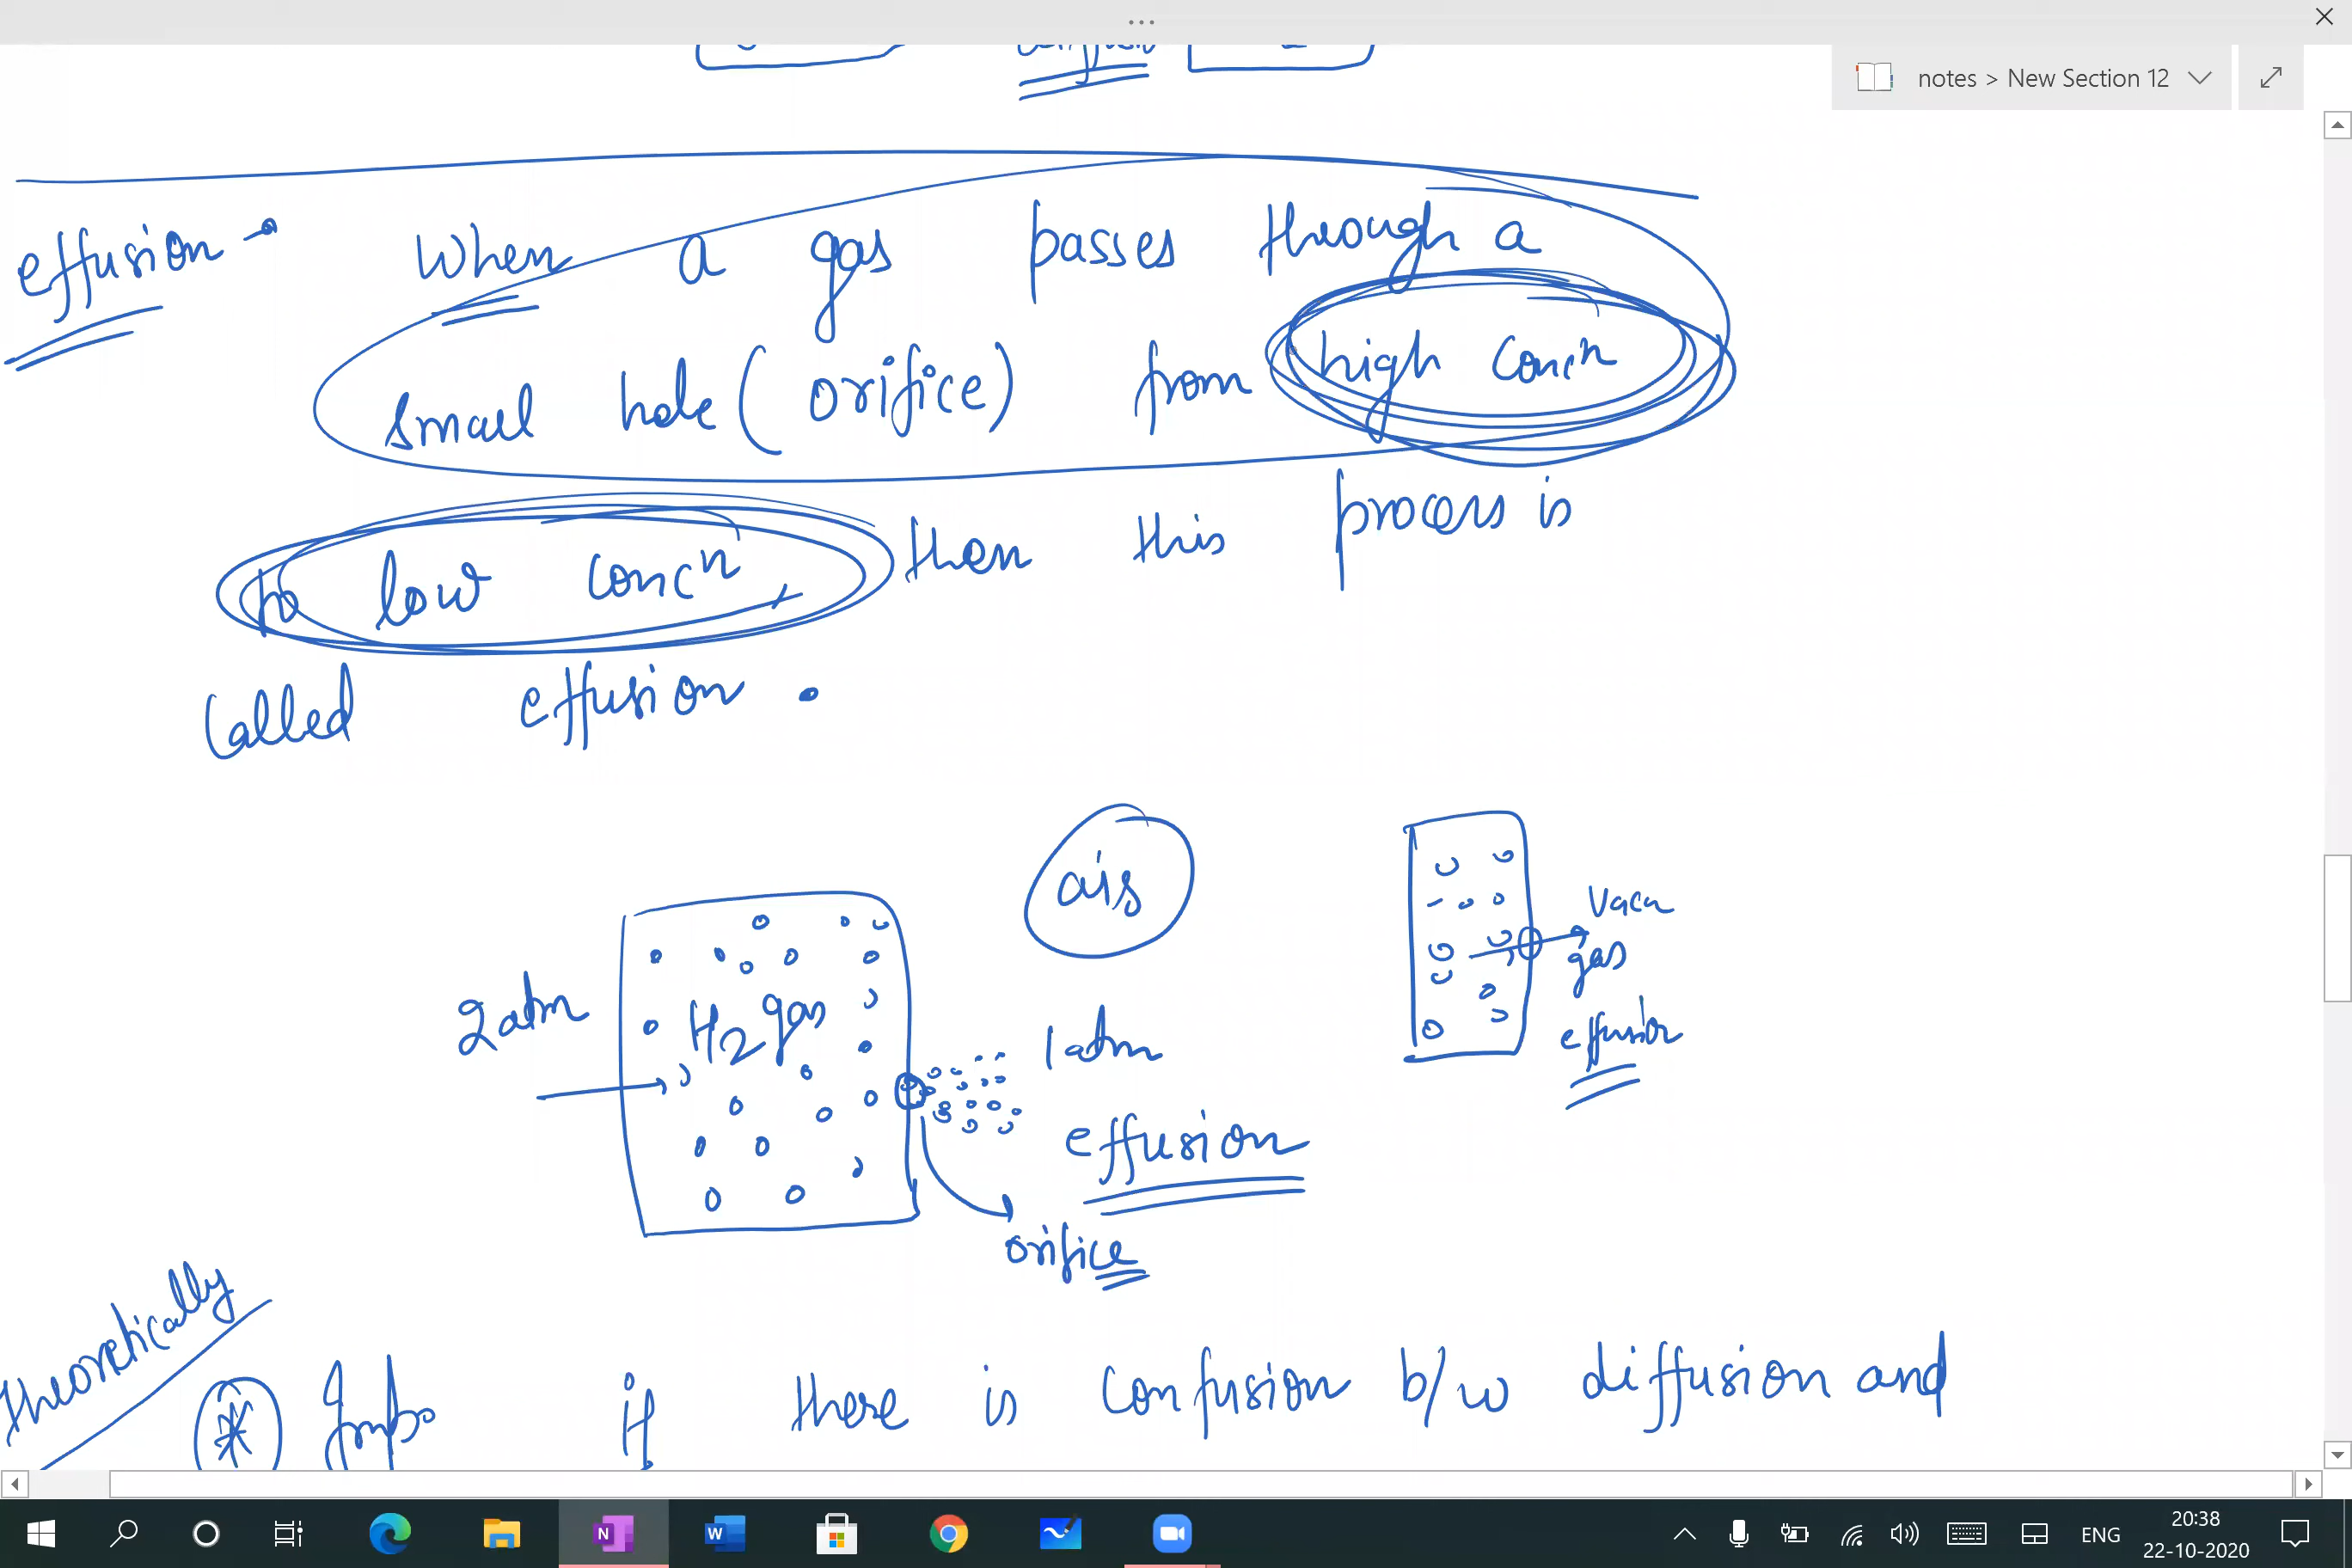 notes > New Section 12
effusion → When a gas passes through a
small hole (orifice) from high concn
to low concn, then this process is
called effusion.
air
Vacu
gas
effusion
2atm
H2 gas
1atm
effusion
orifice
theoretically
* Imp. if there is confusion b/w diffusion and
ENG
20:38
22-10-2020